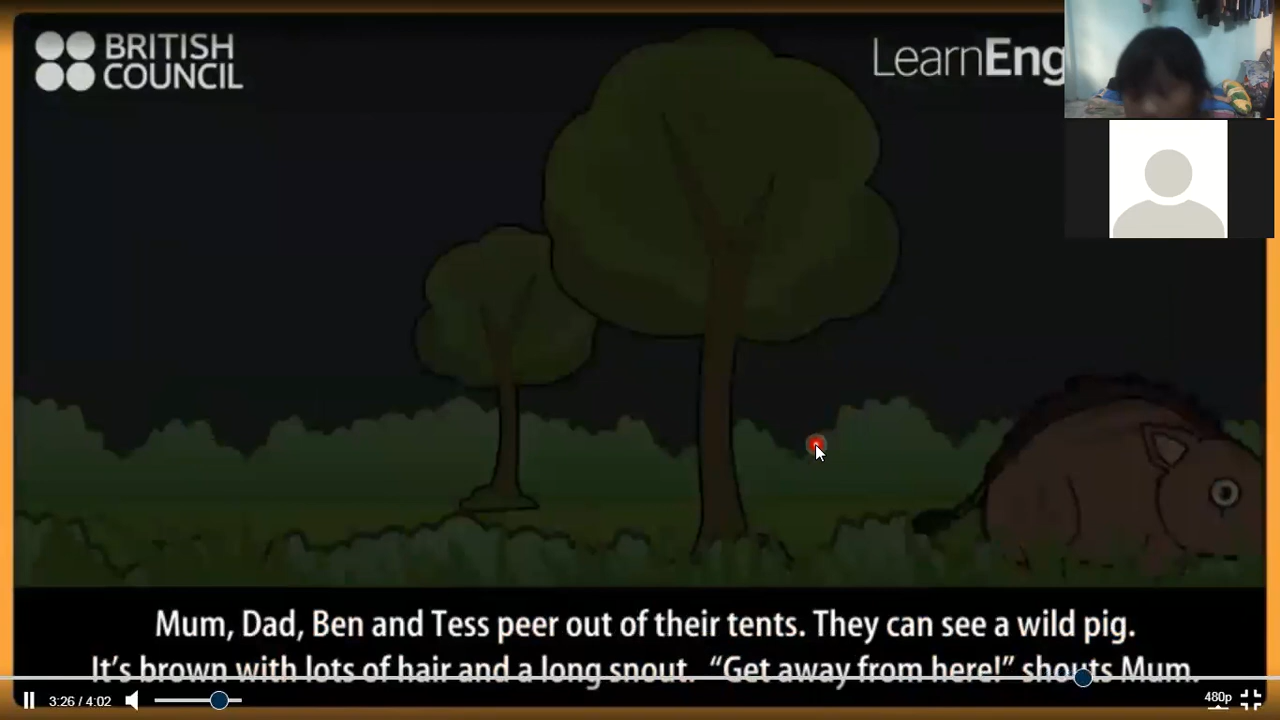 BRITISH
COUNCIL
LearnEng
Mum, Dad, Ben and Tess peer out of their tents. They can see a wild pig.
It's brown with lots of hair and a long snout. “Get away from here!” shouts Mum.
3:26 / 4:02
480p